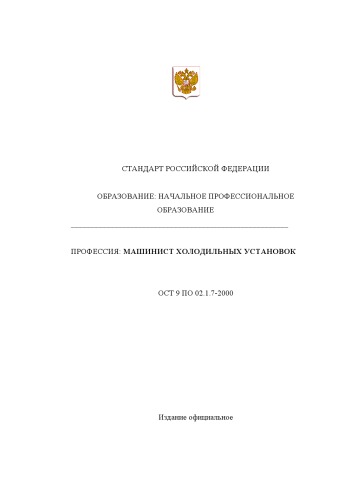 СТАНДАРТ РОССИЙСКОЙ ФЕДЕРАЦИИ
ОБРАЗОВАНИЕ: НАЧАЛЬНОЕ ПРОФЕССИОНАЛЬНОЕ
ОБРАЗОВАНИЕ
ПРОФЕССИЯ: МАШИНИСТ ХОЛОДИЛЬНЫХ УСТАНОВОК
ОСТ 9 ПО 02.1.7-2000
Издание официальное